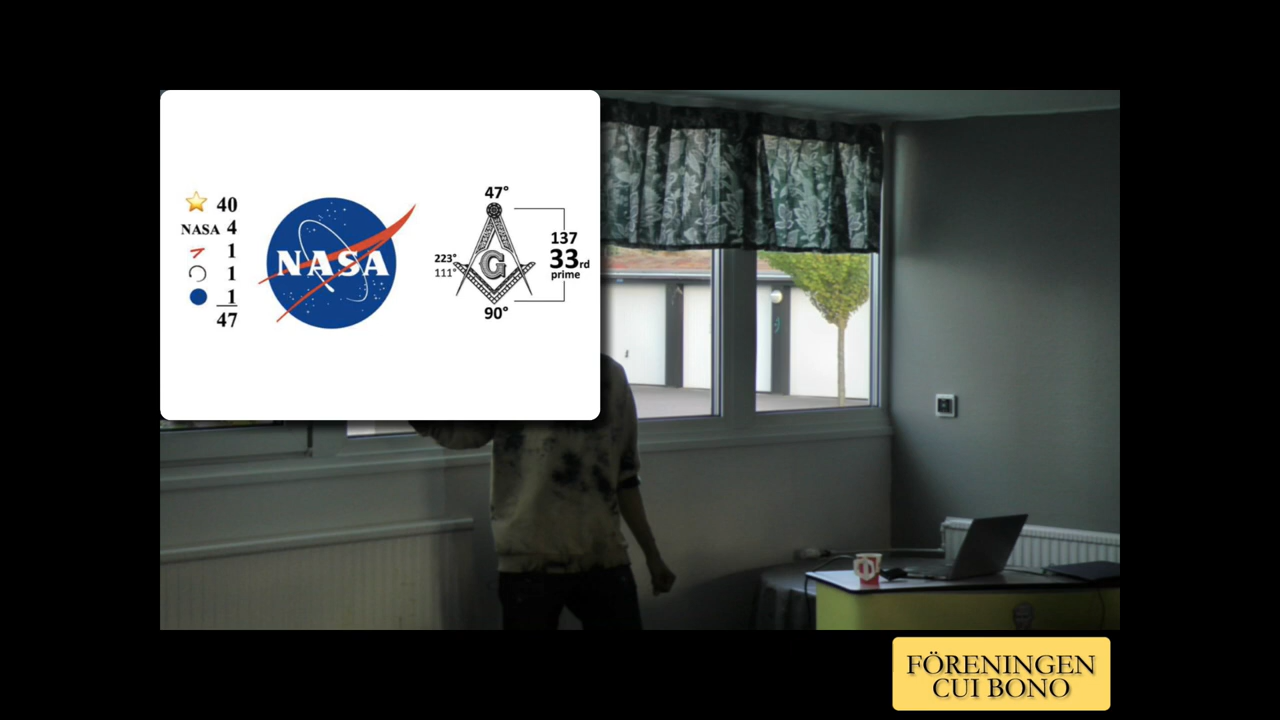 40
NASA 4
1
1
1
47
NASA
47°
223°
111°
G
137
33rd
prime
90°
FÖRENINGEN
CUI BONO